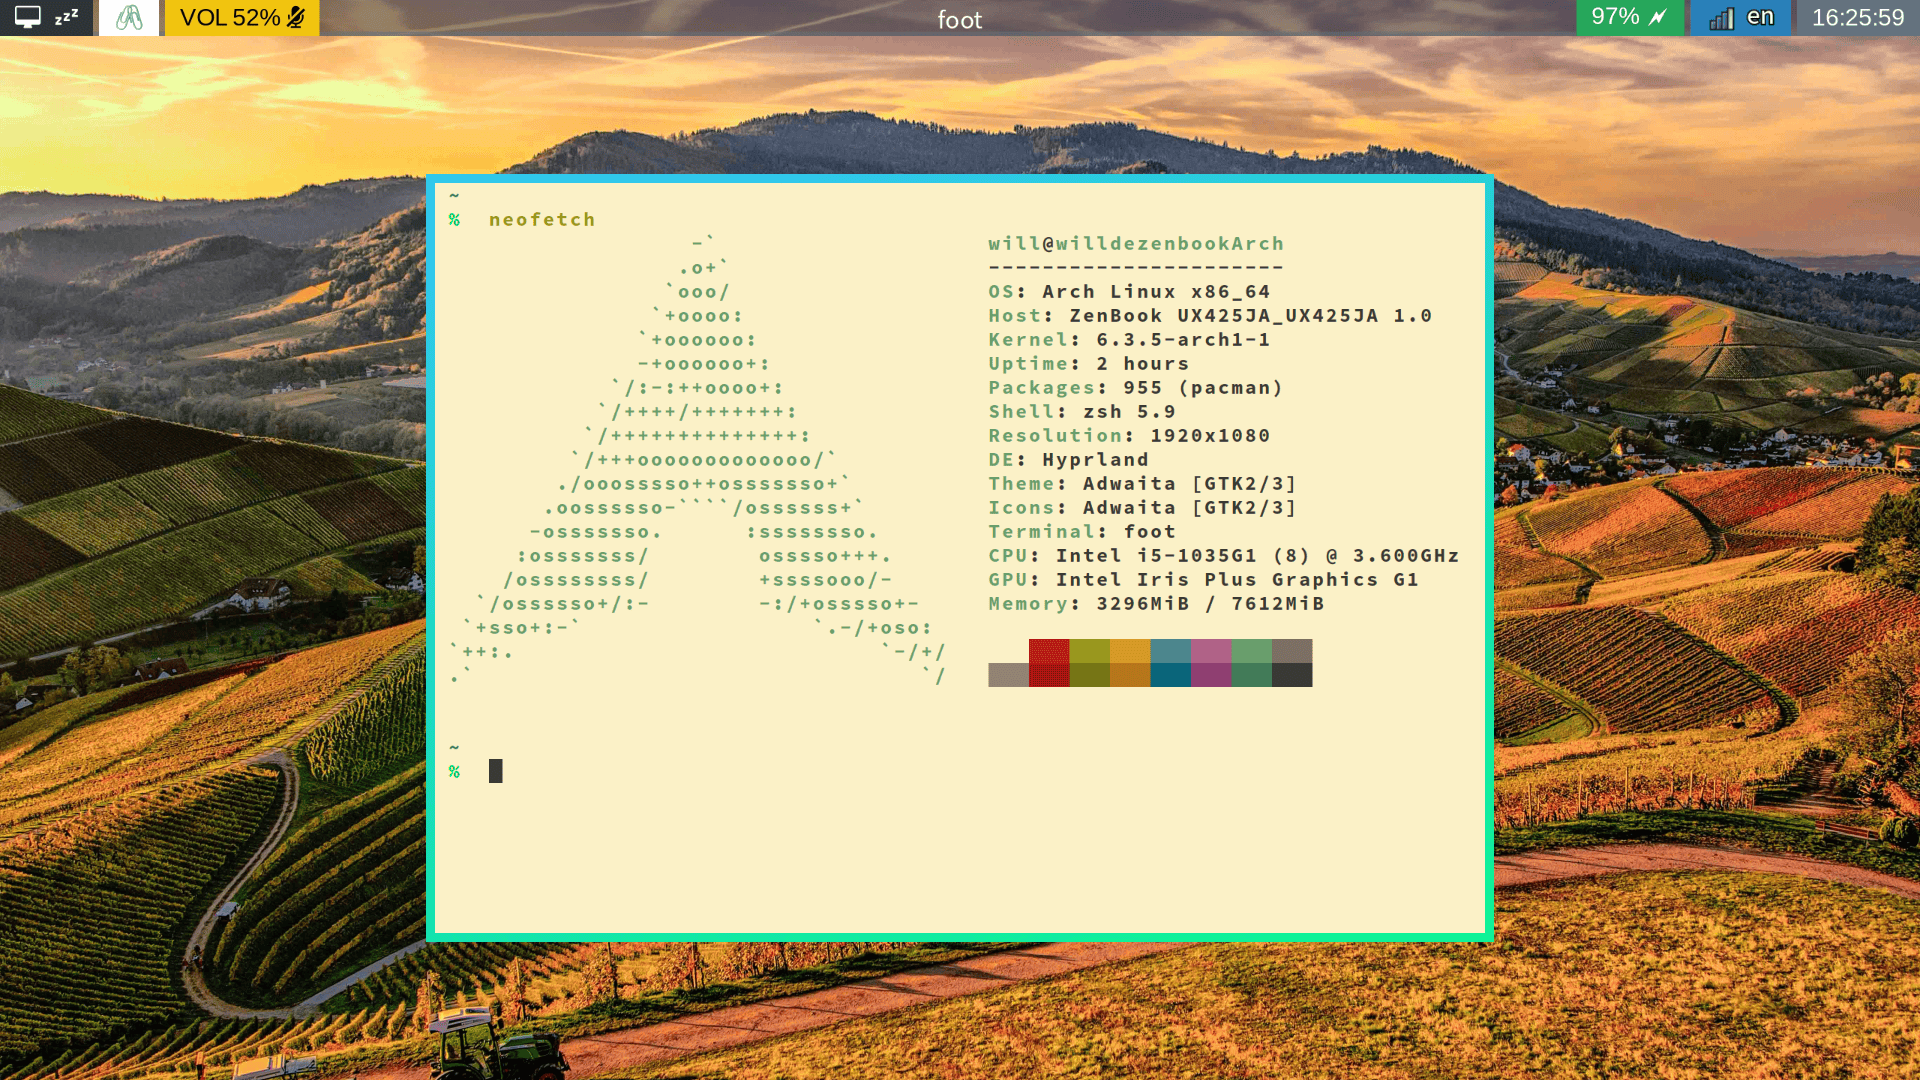 zzz
VOL 52%
foot
97%
en
16:25:59
~
% neofetch
-`
.o+`
`ooo/
`+oooo:
`+oooooo:
-+oooooo+:
`/:-:++oooo+:
`/++++/+++++++:
`/++++++++++++++:
`/+++ooooooooooooo/`
./ooosssso++osssssso+`
.oossssso-````/ossssss+`
-osssssso. :ssssssso.
:osssssss/ osssso+++.
/ossssssss/ +ssssooo/-
`/ossssso+/:- -:/+osssso+-
`+sso+:-` `.-/+oso:
`++:. `-/+/
.` `/
will@willdezenbookArch
----------------------
OS: Arch Linux x86_64
Host: ZenBook UX425JA_UX425JA 1.0
Kernel: 6.3.5-arch1-1
Uptime: 2 hours
Packages: 955 (pacman)
Shell: zsh 5.9
Resolution: 1920x1080
DE: Hyprland
Theme: Adwaita [GTK2/3]
Icons: Adwaita [GTK2/3]
Terminal: foot
CPU: Intel i5-1035G1 (8) @ 3.600GHz
GPU: Intel Iris Plus Graphics G1
Memory: 3296MiB / 7612MiB
~
%